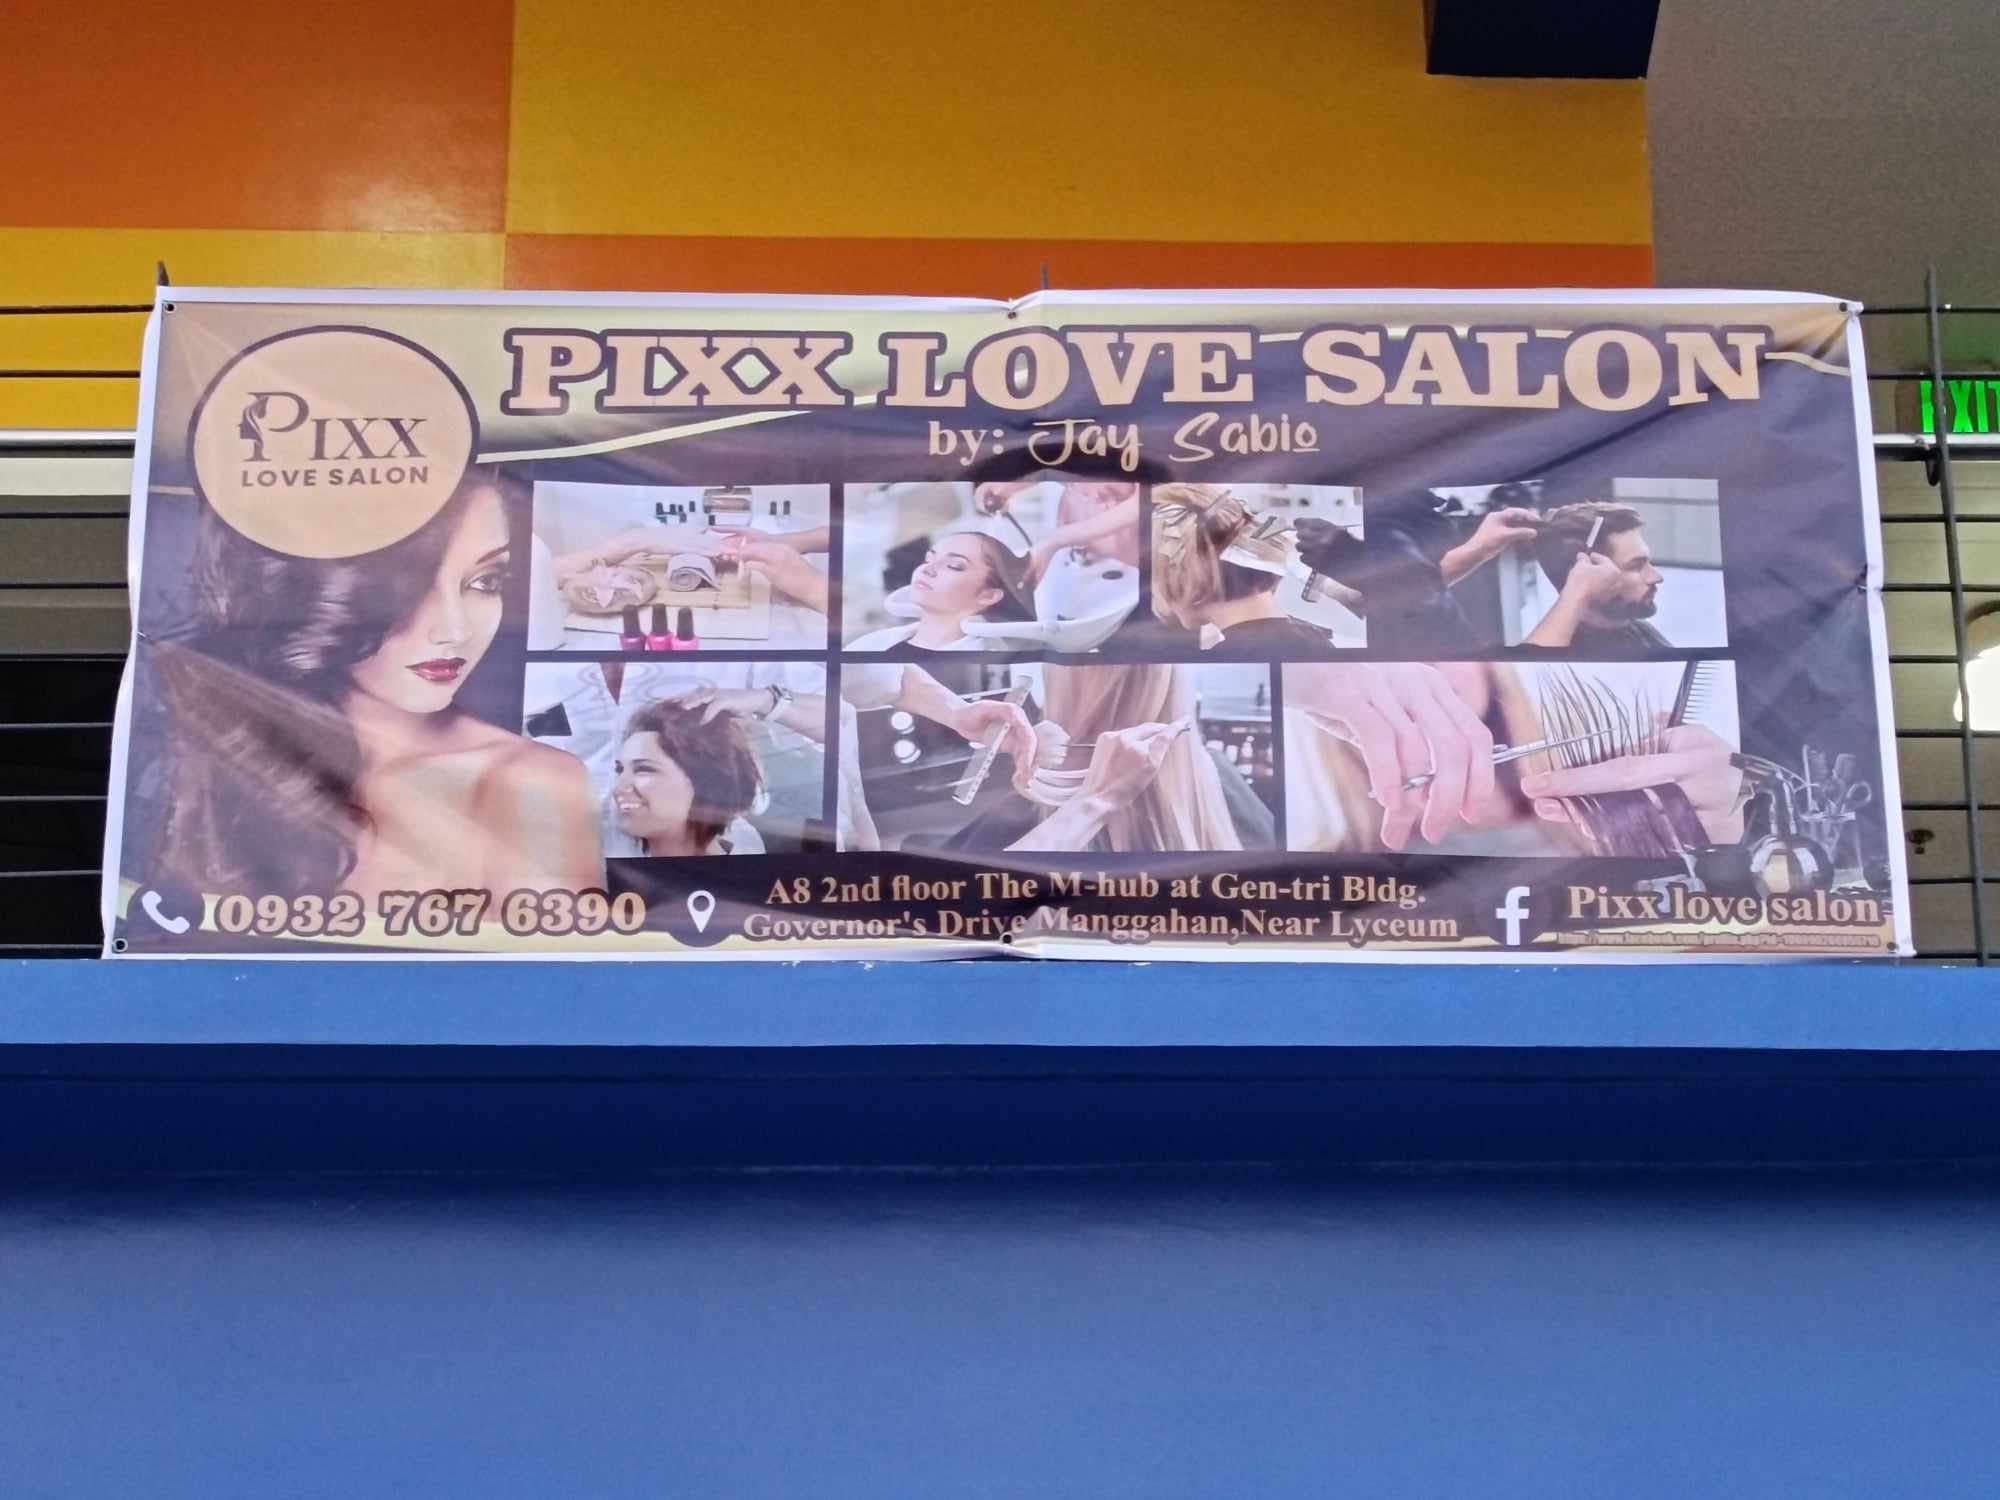 PIXX
LOVE SALON
PIXX LOVE SALON
by: Jay Sabio
0932 767 6390
A8 2nd floor The M-hub at Gen-tri Bldg.
Governor's Drive Manggahan,Near Lyceum
Pixx love salon
EXIT